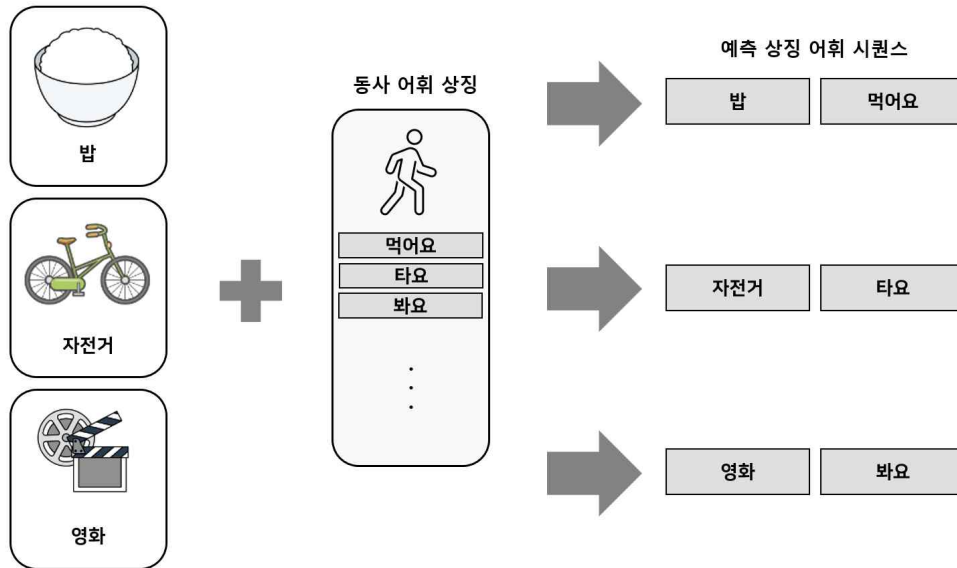 밥
자전거
영화
동사 어휘 상징
먹어요
타요
봐요
예측 상징 어휘 시퀀스
밥 먹어요
자전거 타요
영화 봐요